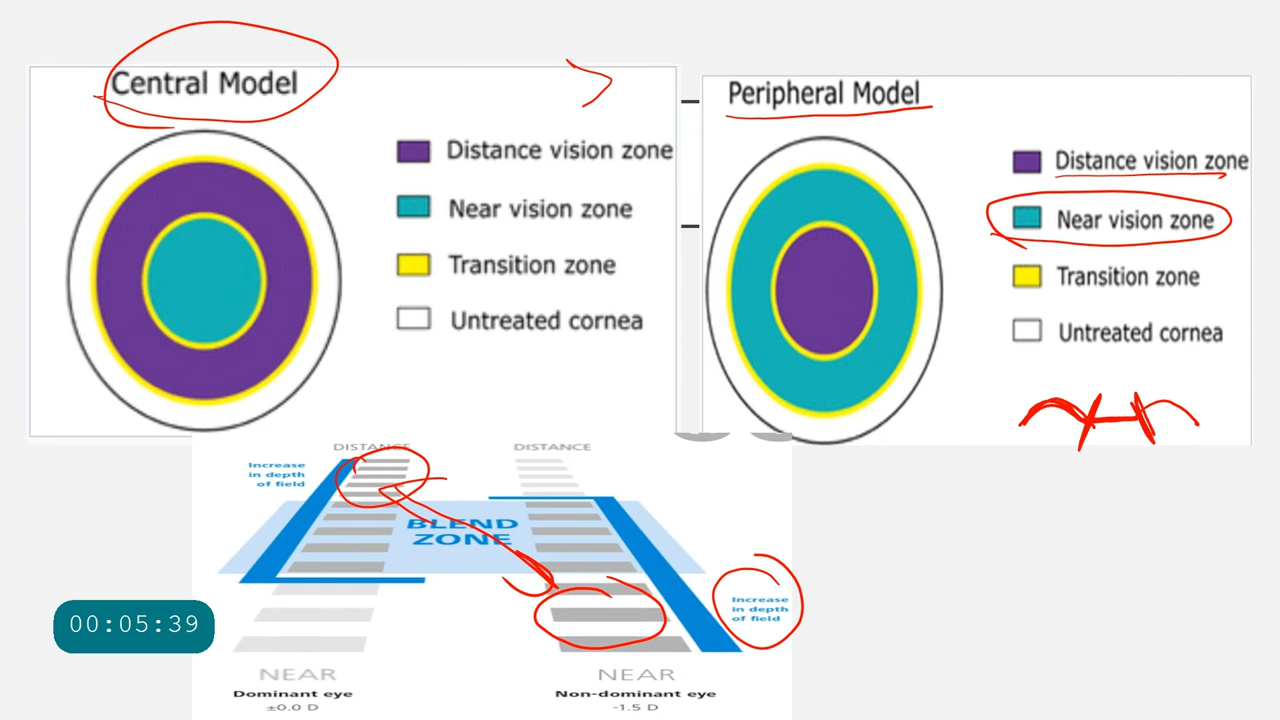 Central Model
Distance vision zone
Near vision zone
Transition zone
Untreated cornea
Peripheral Model
Distance vision zone
Near vision zone
Transition zone
Untreated cornea
DISTANCE
DISTANCE
Increase
in depth
of field
BLEND
ZONE
Increase
in depth
of field
00:05:39
NEAR
NEAR
Dominant eye
Non-dominant eye
±0.0 D
-1.5 D